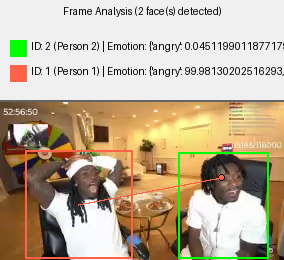 Frame Analysis (2 face(s) detected)
ID: 2 (Person 2) | Emotion: {'angry': 0.0451199011877179
ID: 1 (Person 1) | Emotion: {'angry': 99.98130202516293,
52:56:50